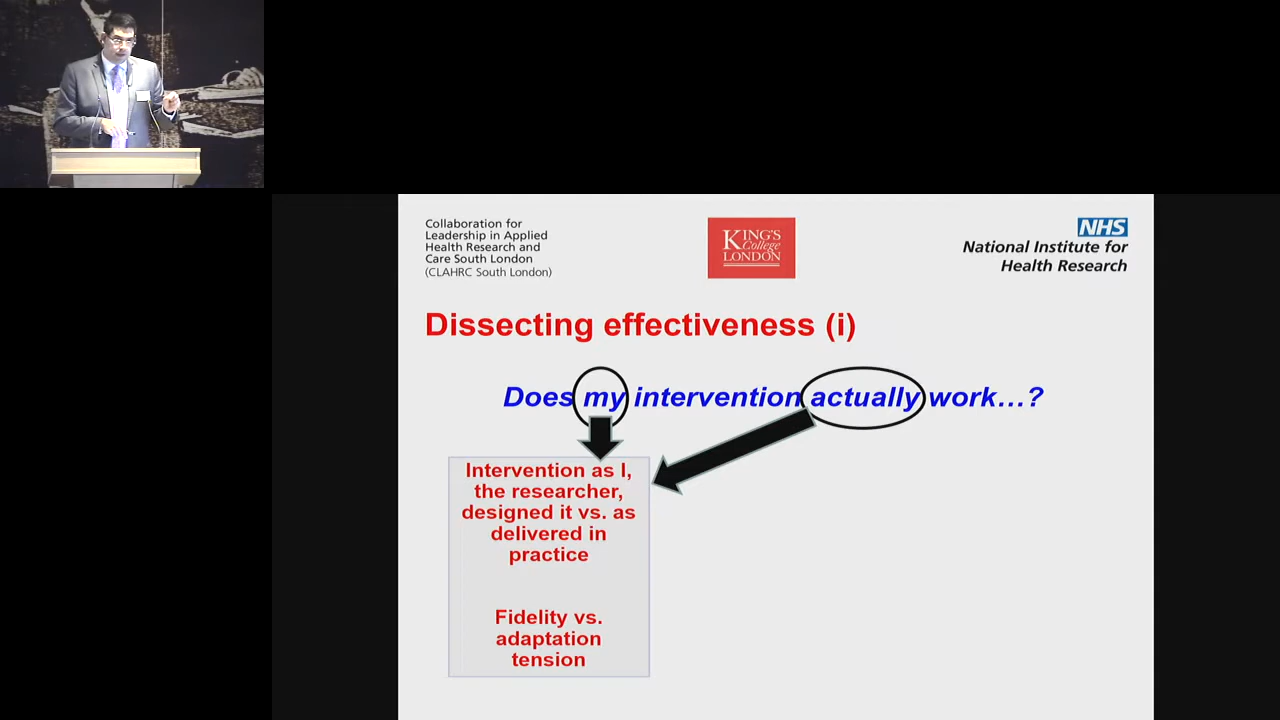 Collaboration for
Leadership in Applied
Health Research and
Care South London
(CLAHRC South London)
KING'S
College
LONDON
NHS
National Institute for
Health Research
Dissecting effectiveness (i)
Does my intervention actually work…?
Intervention as I,
the researcher,
designed it vs. as
delivered in
practice
Fidelity vs.
adaptation
tension